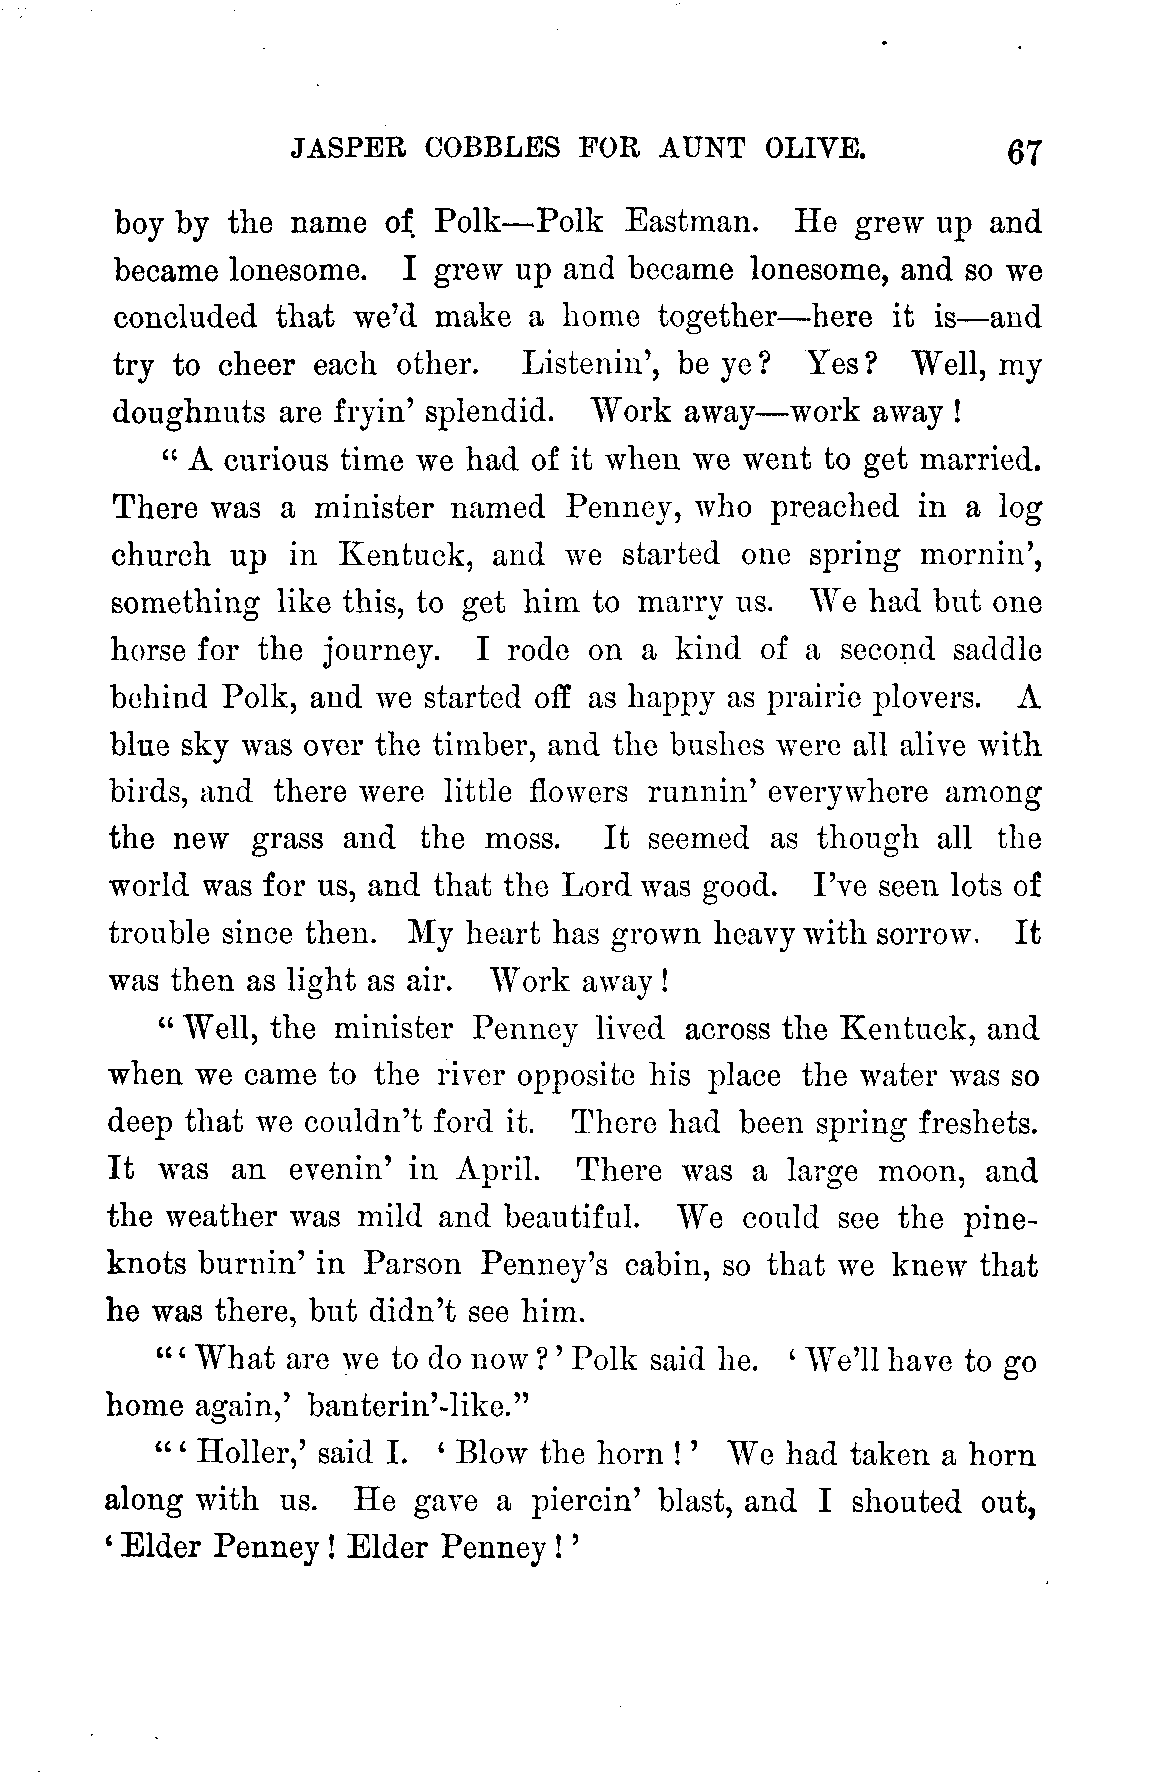 JASPER COBBLES FOR AUNT OLIVE. 67
boy by the name of Polk—Polk Eastman. He grew up and
became lonesome. I grew up and became lonesome, and so we
concluded that we'd make a home together—here it is—and
try to cheer each other. Listenin', be ye? Yes? Well, my
doughnuts are fryin' splendid. Work away—work away!
"A curious time we had of it when we went to get married.
There was a minister named Penney, who preached in a log
church up in Kentuck, and we started one spring mornin',
something like this, to get him to marry us. We had but one
horse for the journey. I rode on a kind of a second saddle
behind Polk, and we started off as happy as prairie plovers. A
blue sky was over the timber, and the bushes were all alive with
birds, and there were little flowers runnin' everywhere among
the new grass and the moss. It seemed as though all the
world was for us, and that the Lord was good. I've seen lots of
trouble since then. My heart has grown heavy with sorrow. It
was then as light as air. Work away!
"Well, the minister Penney lived across the Kentuck, and
when we came to the river opposite his place the water was so
deep that we couldn't ford it. There had been spring freshets.
It was an evenin' in April. There was a large moon, and
the weather was mild and beautiful. We could see the pine-
knots burnin' in Parson Penney's cabin, so that we knew that
he was there, but didn't see him.
"'What are we to do now?' Polk said he. 'We'll have to go
home again,' banterin'-like."
"'Holler,' said I. 'Blow the horn!' We had taken a horn
along with us. He gave a piercin' blast, and I shouted out,
'Elder Penney! Elder Penney!'